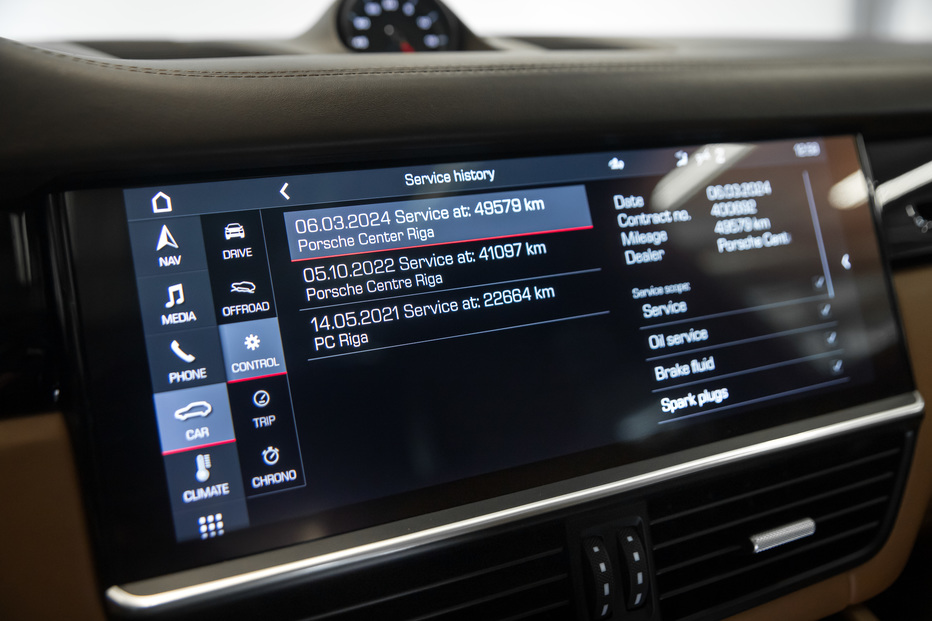 Service history
NAV
MEDIA
PHONE
CAR
CLIMATE
DRIVE
OFFROAD
CONTROL
TRIP
CHRONO
06.03.2024 Service at: 49579 km
Porsche Center Riga
05.10.2022 Service at: 41097 km
Porsche Centre Riga
14.05.2021 Service at: 22664 km
PC Riga
Date 06.03.2024
Contract no.
Mileage 49579 km
Dealer Porsche Cent
Service scope:
Service
Oil service
Brake fluid
Spark plugs